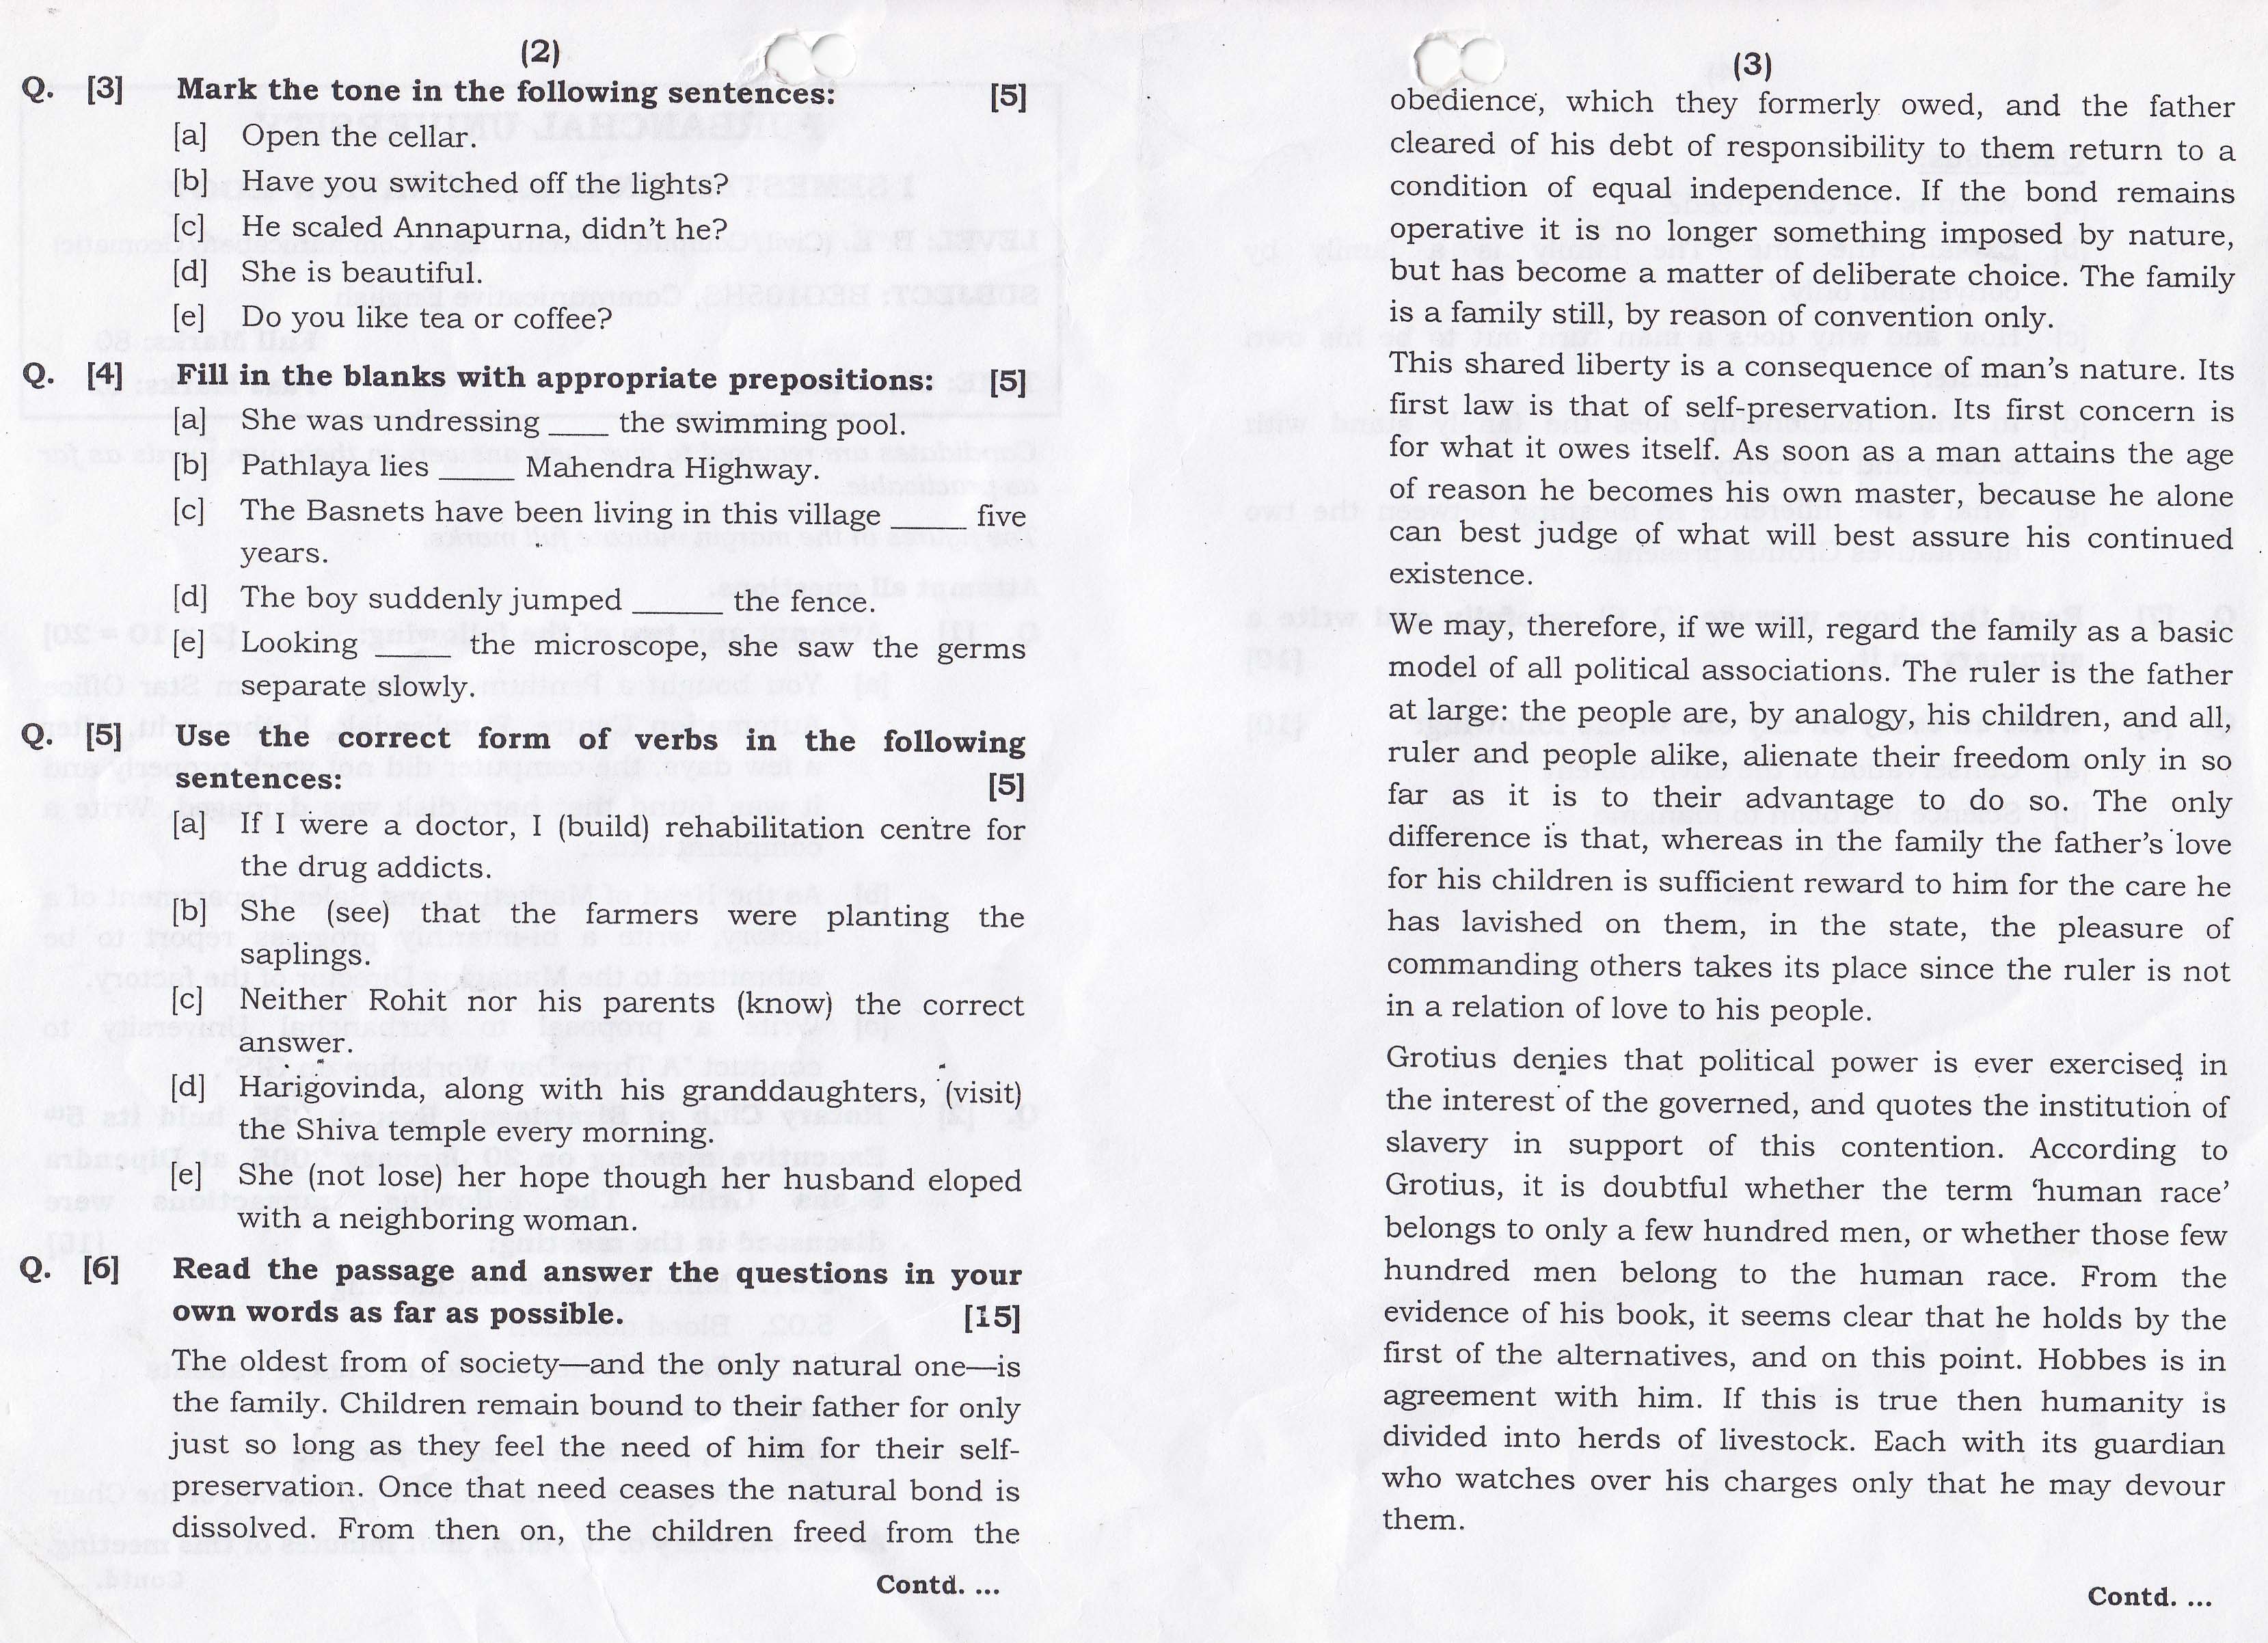 (2)
Q. [3] Mark the tone in the following sentences: [5]
[a] Open the cellar.
[b] Have you switched off the lights?
[c] He scaled Annapurna, didn't he?
[d] She is beautiful.
[e] Do you like tea or coffee?
Q. [4] Fill in the blanks with appropriate prepositions: [5]
[a] She was undressing ____ the swimming pool.
[b] Pathlaya lies _____ Mahendra Highway.
[c] The Basnets have been living in this village _____ five
years.
[d] The boy suddenly jumped ______ the fence.
[e] Looking _____ the microscope, she saw the germs
separate slowly.
Q. [5] Use the correct form of verbs in the following
sentences: [5]
[a] If I were a doctor, I (build) rehabilitation centre for
the drug addicts.
[b] She (see) that the farmers were planting the
saplings.
[c] Neither Rohit nor his parents (know) the correct
answer.
[d] Harigovinda, along with his granddaughters, (visit)
the Shiva temple every morning.
[e] She (not lose) her hope though her husband eloped
with a neighboring woman.
Q. [6] Read the passage and answer the questions in your
own words as far as possible. [15]
The oldest from of society—and the only natural one—is
the family. Children remain bound to their father for only
just so long as they feel the need of him for their self-
preservation. Once that need ceases the natural bond is
dissolved. From then on, the children freed from the
Contd. ...
(3)
obedience, which they formerly owed, and the father
cleared of his debt of responsibility to them return to a
condition of equal independence. If the bond remains
operative it is no longer something imposed by nature,
but has become a matter of deliberate choice. The family
is a family still, by reason of convention only.
This shared liberty is a consequence of man's nature. Its
first law is that of self-preservation. Its first concern is
for what it owes itself. As soon as a man attains the age
of reason he becomes his own master, because he alone
can best judge of what will best assure his continued
existence.
We may, therefore, if we will, regard the family as a basic
model of all political associations. The ruler is the father
at large: the people are, by analogy, his children, and all,
ruler and people alike, alienate their freedom only in so
far as it is to their advantage to do so. The only
difference is that, whereas in the family the father's love
for his children is sufficient reward to him for the care he
has lavished on them, in the state, the pleasure of
commanding others takes its place since the ruler is not
in a relation of love to his people.
Grotius denies that political power is ever exercised in
the interest of the governed, and quotes the institution of
slavery in support of this contention. According to
Grotius, it is doubtful whether the term 'human race'
belongs to only a few hundred men, or whether those few
hundred men belong to the human race. From the
evidence of his book, it seems clear that he holds by the
first of the alternatives, and on this point. Hobbes is in
agreement with him. If this is true then humanity is
divided into herds of livestock. Each with its guardian
who watches over his charges only that he may devour
them.
Contd. ...